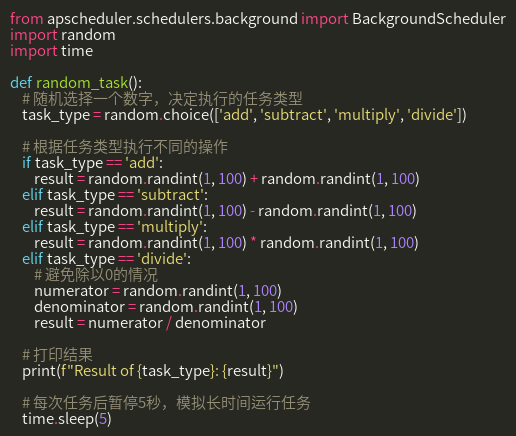 from apscheduler.schedulers.background import BackgroundScheduler
import random
import time

def random_task():
    # 随机选择一个数字，决定执行的任务类型
    task_type = random.choice(['add', 'subtract', 'multiply', 'divide'])

    # 根据任务类型执行不同的操作
    if task_type == 'add':
        result = random.randint(1, 100) + random.randint(1, 100)
    elif task_type == 'subtract':
        result = random.randint(1, 100) - random.randint(1, 100)
    elif task_type == 'multiply':
        result = random.randint(1, 100) * random.randint(1, 100)
    elif task_type == 'divide':
        # 避免除以0的情况
        numerator = random.randint(1, 100)
        denominator = random.randint(1, 100)
        result = numerator / denominator

    # 打印结果
    print(f"Result of {task_type}: {result}")

    # 每次任务后暂停5秒，模拟长时间运行任务
    time.sleep(5)